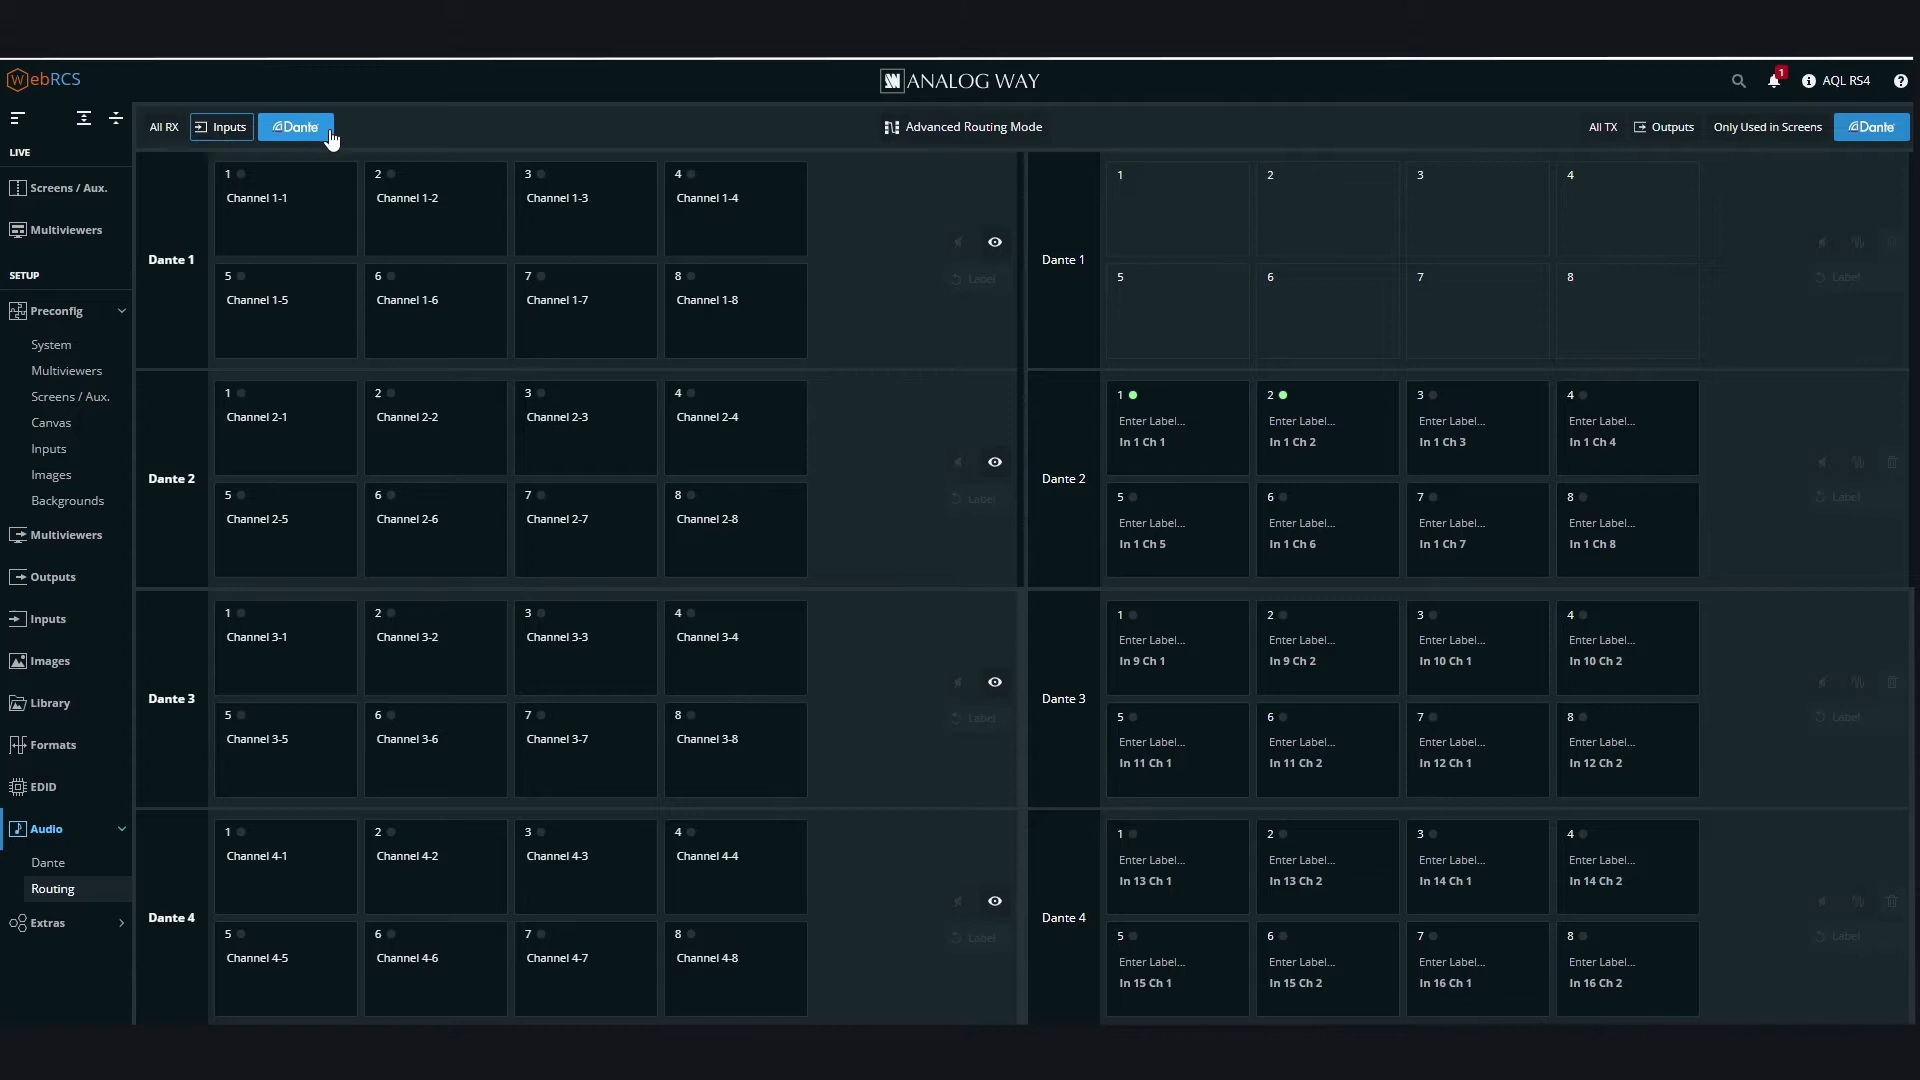 WebRCS
ANALOG WAY
1
AQL RS4
All RX
Inputs
Dante
Advanced Routing Mode
All TX
Outputs
Only Used in Screens
Dante
LIVE
Screens / Aux.
Multiviewers
SETUP
Preconfig
System
Multiviewers
Screens / Aux.
Canvas
Inputs
Images
Backgrounds
Multiviewers
Outputs
Inputs
Images
Library
Formats
EDID
Audio
Dante
Routing
Extras
Dante 1
1 2 3 4
Channel 1-1 Channel 1-2 Channel 1-3 Channel 1-4
5 6 7 8
Channel 1-5 Channel 1-6 Channel 1-7 Channel 1-8
Label
Dante 2
1 2 3 4
Channel 2-1 Channel 2-2 Channel 2-3 Channel 2-4
5 6 7 8
Channel 2-5 Channel 2-6 Channel 2-7 Channel 2-8
Label
Dante 3
1 2 3 4
Channel 3-1 Channel 3-2 Channel 3-3 Channel 3-4
5 6 7 8
Channel 3-5 Channel 3-6 Channel 3-7 Channel 3-8
Label
Dante 4
1 2 3 4
Channel 4-1 Channel 4-2 Channel 4-3 Channel 4-4
5 6 7 8
Channel 4-5 Channel 4-6 Channel 4-7 Channel 4-8
Label
Dante 1
1 2 3 4
5 6 7 8
Label
Dante 2
1 2 3 4
Enter Label... Enter Label... Enter Label... Enter Label...
In 1 Ch 1 In 1 Ch 2 In 1 Ch 3 In 1 Ch 4
5 6 7 8
Enter Label... Enter Label... Enter Label... Enter Label...
In 1 Ch 5 In 1 Ch 6 In 1 Ch 7 In 1 Ch 8
Label
Dante 3
1 2 3 4
Enter Label... Enter Label... Enter Label... Enter Label...
In 9 Ch 1 In 9 Ch 2 In 10 Ch 1 In 10 Ch 2
5 6 7 8
Enter Label... Enter Label... Enter Label... Enter Label...
In 11 Ch 1 In 11 Ch 2 In 12 Ch 1 In 12 Ch 2
Label
Dante 4
1 2 3 4
Enter Label... Enter Label... Enter Label... Enter Label...
In 13 Ch 1 In 13 Ch 2 In 14 Ch 1 In 14 Ch 2
5 6 7 8
Enter Label... Enter Label... Enter Label... Enter Label...
In 15 Ch 1 In 15 Ch 2 In 16 Ch 1 In 16 Ch 2
Label